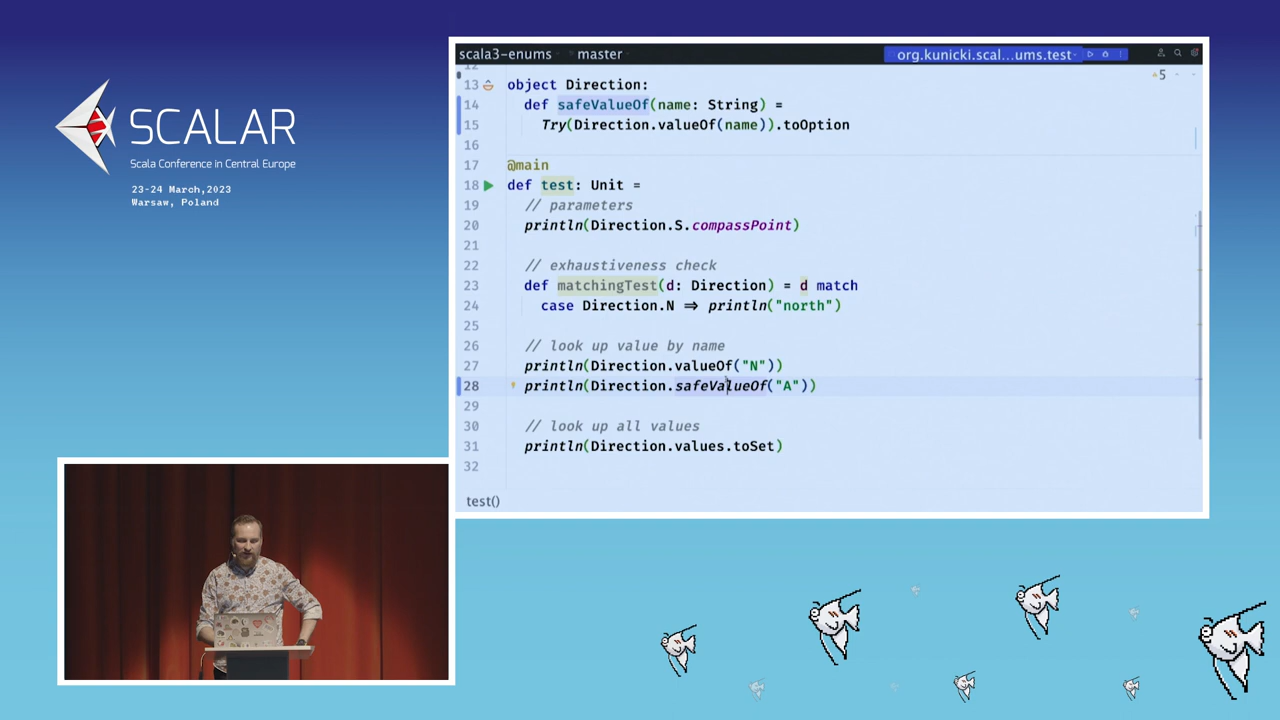 SCALAR
Scala Conference in Central Europe
23-24 March,2023
Warsaw, Poland
scala3-enums master org.kunicki.scal...ums.test
5
12
13 object Direction:
14 def safeValueOf(name: String) =
15 Try(Direction.valueOf(name)).toOption
16
17 @main
18 def test: Unit =
19 // parameters
20 println(Direction.S.compassPoint)
21
22 // exhaustiveness check
23 def matchingTest(d: Direction) = d match
24 case Direction.N ⇒ println("north")
25
26 // look up value by name
27 println(Direction.valueOf("N"))
28 println(Direction.safeValueOf("A"))
29
30 // look up all values
31 println(Direction.values.toSet)
32
test()